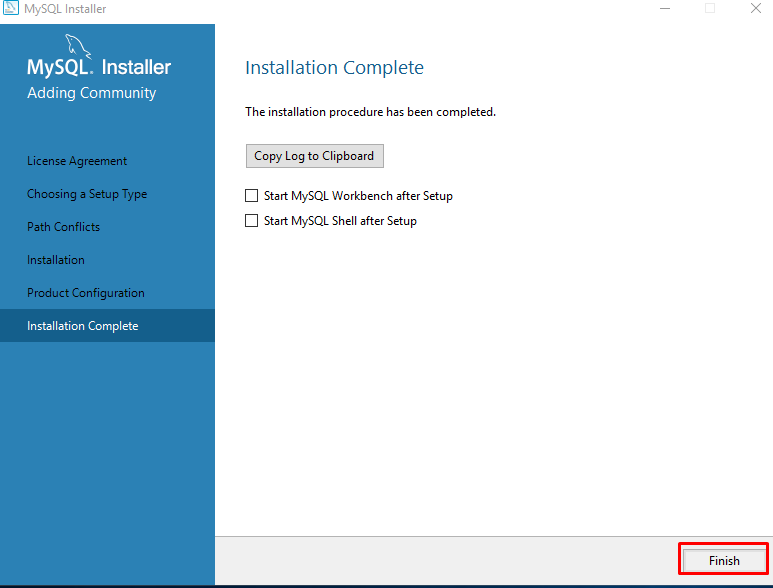 MySQL Installer
MySQL. Installer
Adding Community
License Agreement
Choosing a Setup Type
Path Conflicts
Installation
Product Configuration
Installation Complete
Installation Complete
The installation procedure has been completed.
Copy Log to Clipboard
Start MySQL Workbench after Setup
Start MySQL Shell after Setup
Finish